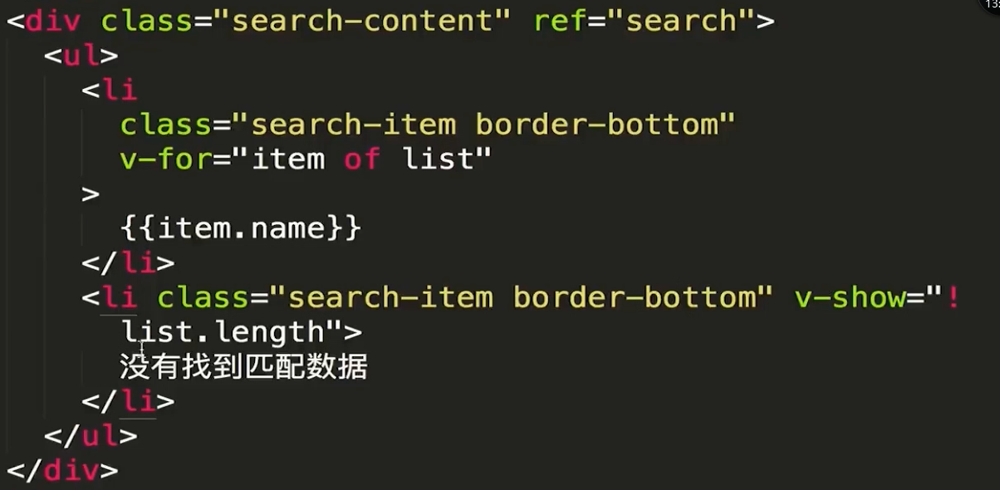 13:
<div class="search-content" ref="search">
<ul>
<li
class="search-item border-bottom"
v-for="item of list"
>
{{item.name}}
</li>
<li class="search-item border-bottom" v-show="!
list.length">
没有找到匹配数据
</li>
</ul>
</div>